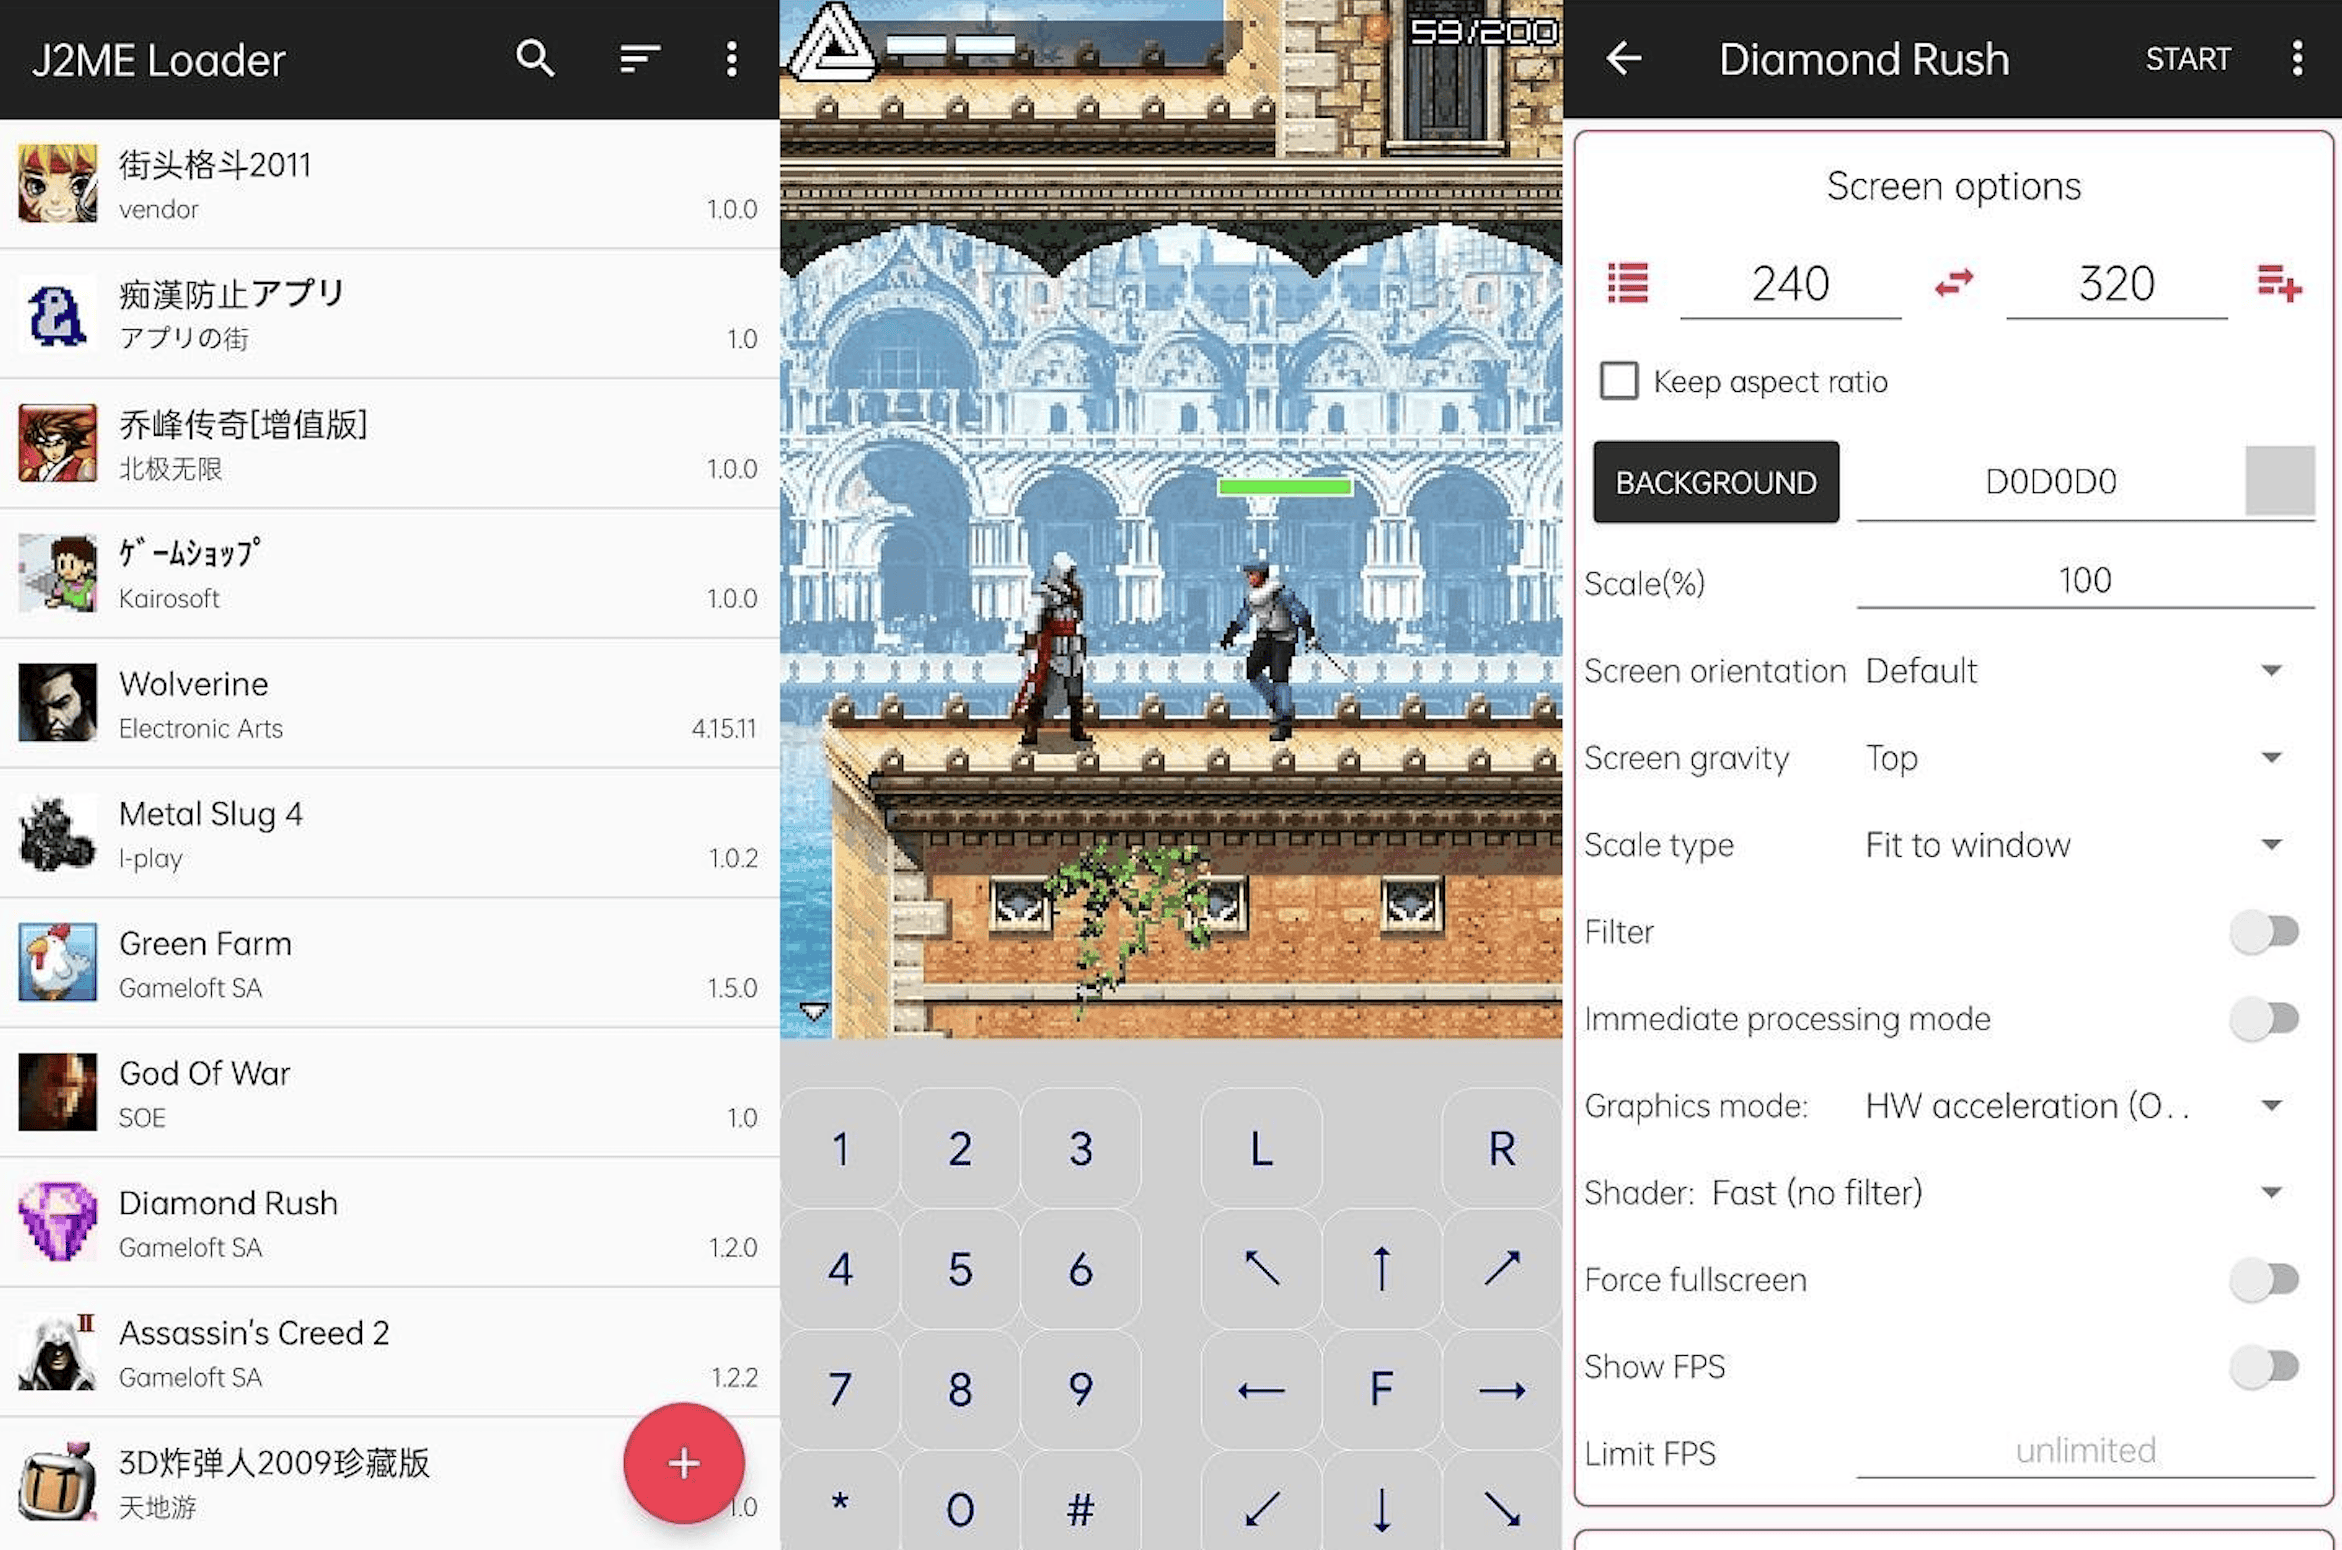 J2ME Loader
街头格斗2011
vendor
1.0.0
痴漢防止アプリ
アプリの街
1.0
乔峰传奇[增值版]
北极无限
1.0.0
ｹﾞｰﾑｼｮｯﾌﾟ
Kairosoft
1.0.0
Wolverine
Electronic Arts
4.15.11
Metal Slug 4
I-play
1.0.2
Green Farm
Gameloft SA
1.5.0
God Of War
SOE
1.0
Diamond Rush
Gameloft SA
1.2.0
II
Assassin's Creed 2
Gameloft SA
1.2.2
3D炸弹人2009珍藏版
天地游
1.0
+
59/200
1 2 3 L R
4 5 6 ↖ ↑ ↗
7 8 9 ← F →
* 0 # ↙ ↓ ↘
Diamond Rush
START
Screen options
240
320
Keep aspect ratio
BACKGROUND
D0D0D0
Scale(%)
100
Screen orientation Default
Screen gravity Top
Scale type Fit to window
Filter
Immediate processing mode
Graphics mode: HW acceleration (O...
Shader: Fast (no filter)
Force fullscreen
Show FPS
Limit FPS unlimited